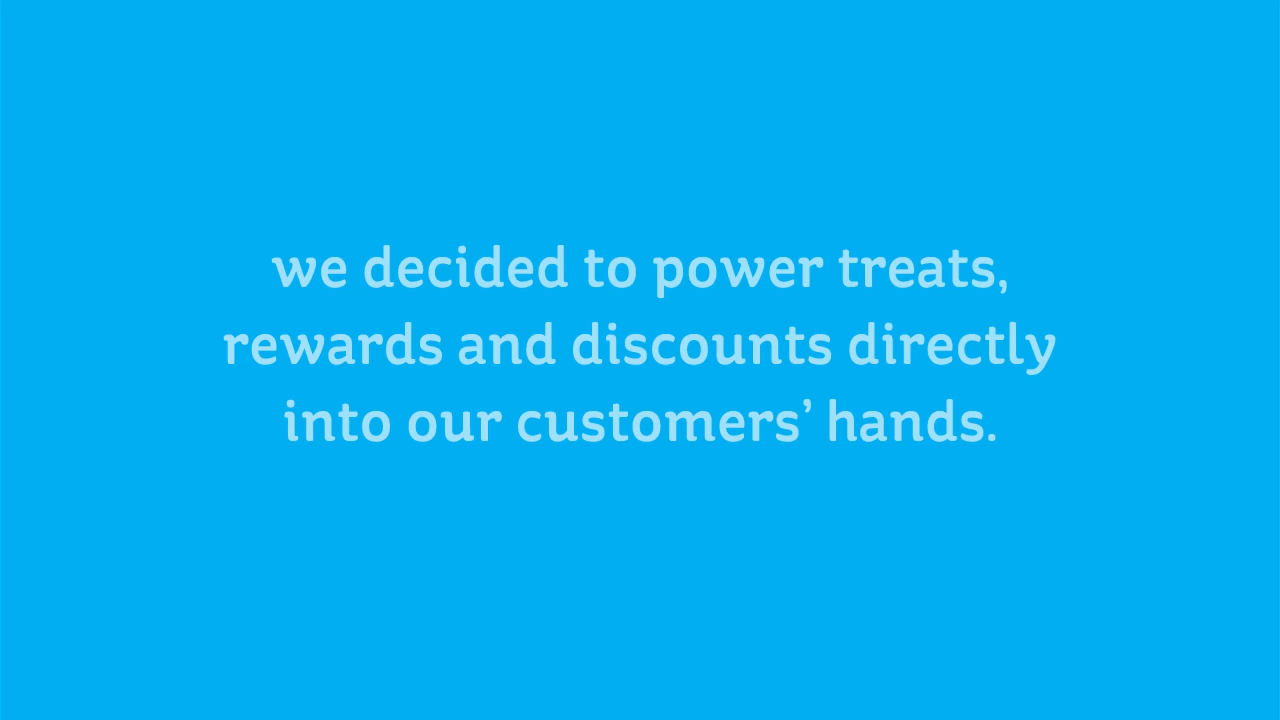 we decided to power treats,
rewards and discounts directly
into our customers’ hands.